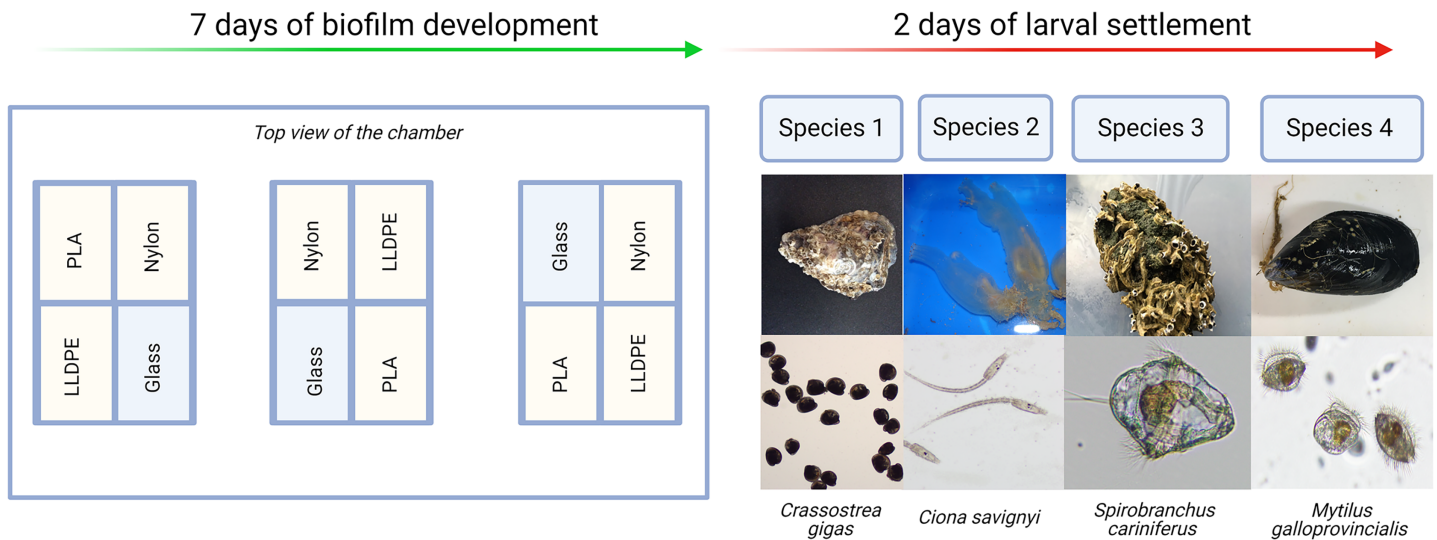 7 days of biofilm development
2 days of larval settlement
Top view of the chamber
PLA
Nylon
LLDPE
Glass
Nylon
LLDPE
Glass
PLA
Glass
Nylon
PLA
LLDPE
Species 1
Species 2
Species 3
Species 4
Crassostrea
gigas
Ciona savignyi
Spirobranchus
cariniferus
Mytilus
galloprovincialis